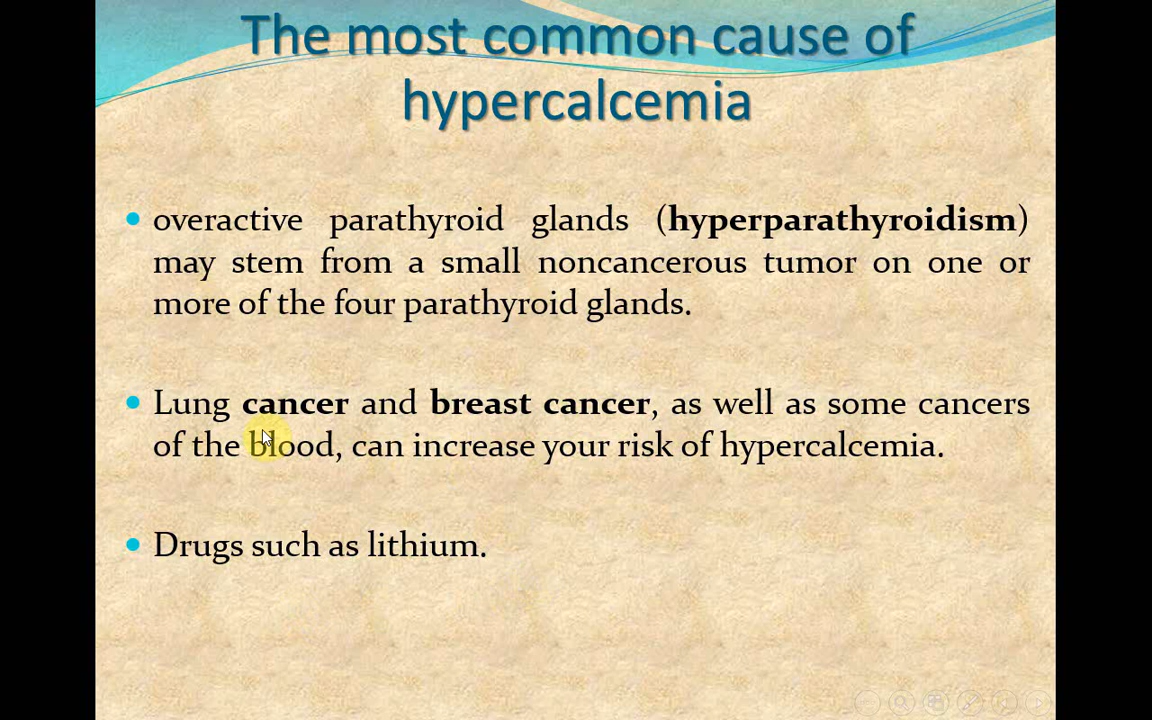 The most common cause of
hypercalcemia
overactive parathyroid glands (hyperparathyroidism)
may stem from a small noncancerous tumor on one or
more of the four parathyroid glands.
Lung cancer and breast cancer, as well as some cancers
of the blood, can increase your risk of hypercalcemia.
Drugs such as lithium.